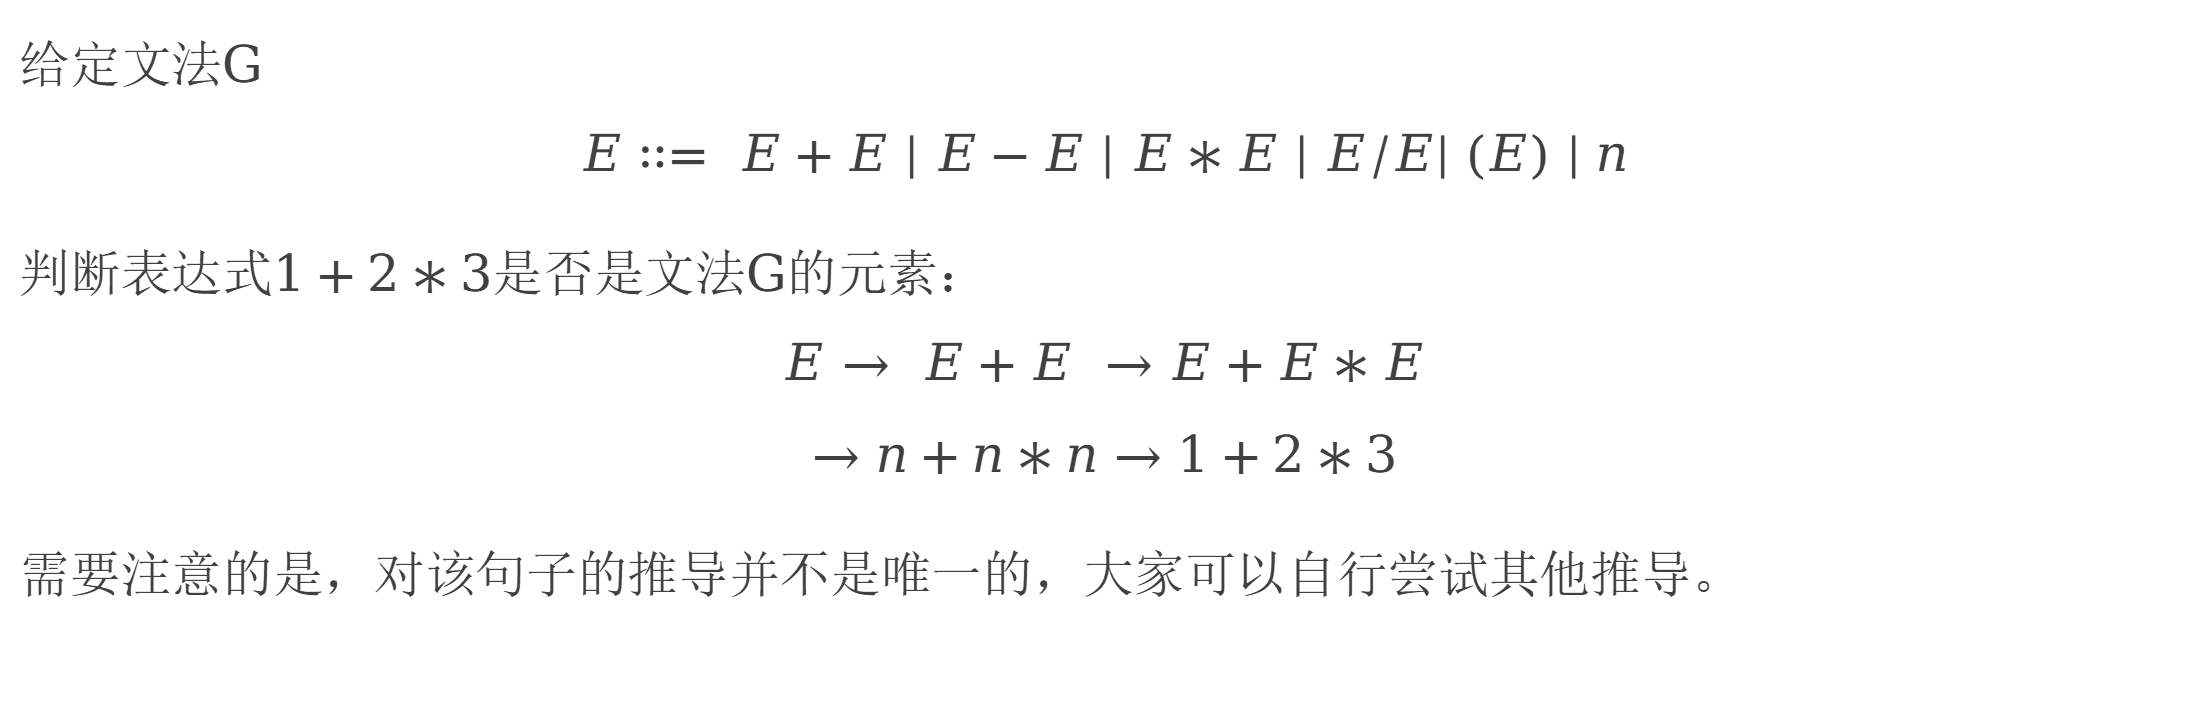 给定文法G
E ::= E + E | E − E | E ∗ E | E/E| (E) | n
判断表达式1 + 2 ∗ 3是否是文法G的元素：
E → E + E → E + E ∗ E
→ n + n ∗ n → 1 + 2 ∗ 3
需要注意的是，对该句子的推导并不是唯一的，大家可以自行尝试其他推导。